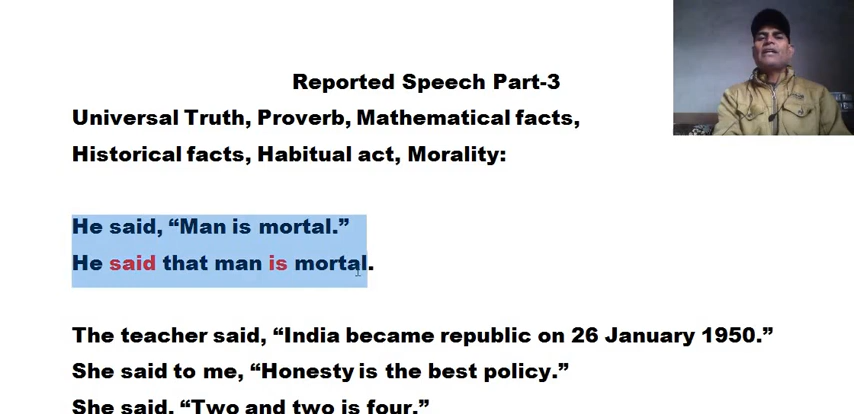 Reported Speech Part-3
Universal Truth, Proverb, Mathematical facts,
Historical facts, Habitual act, Morality:
He said, “Man is mortal.”
He said that man is mortal.
The teacher said, “India became republic on 26 January 1950.”
She said to me, “Honesty is the best policy.”
She said, “Two and two is four.”